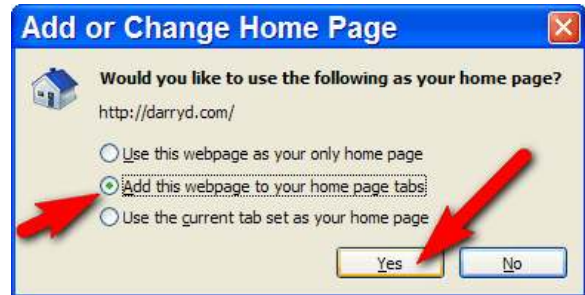 Add or Change Home Page
Would you like to use the following as your home page?
http://darryd.com/
Use this webpage as your only home page
Add this webpage to your home page tabs
Use the current tab set as your home page
Yes No